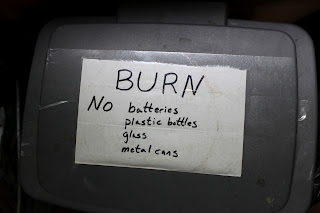 BURN
No batteries
plastic bottles
glass
metal cans